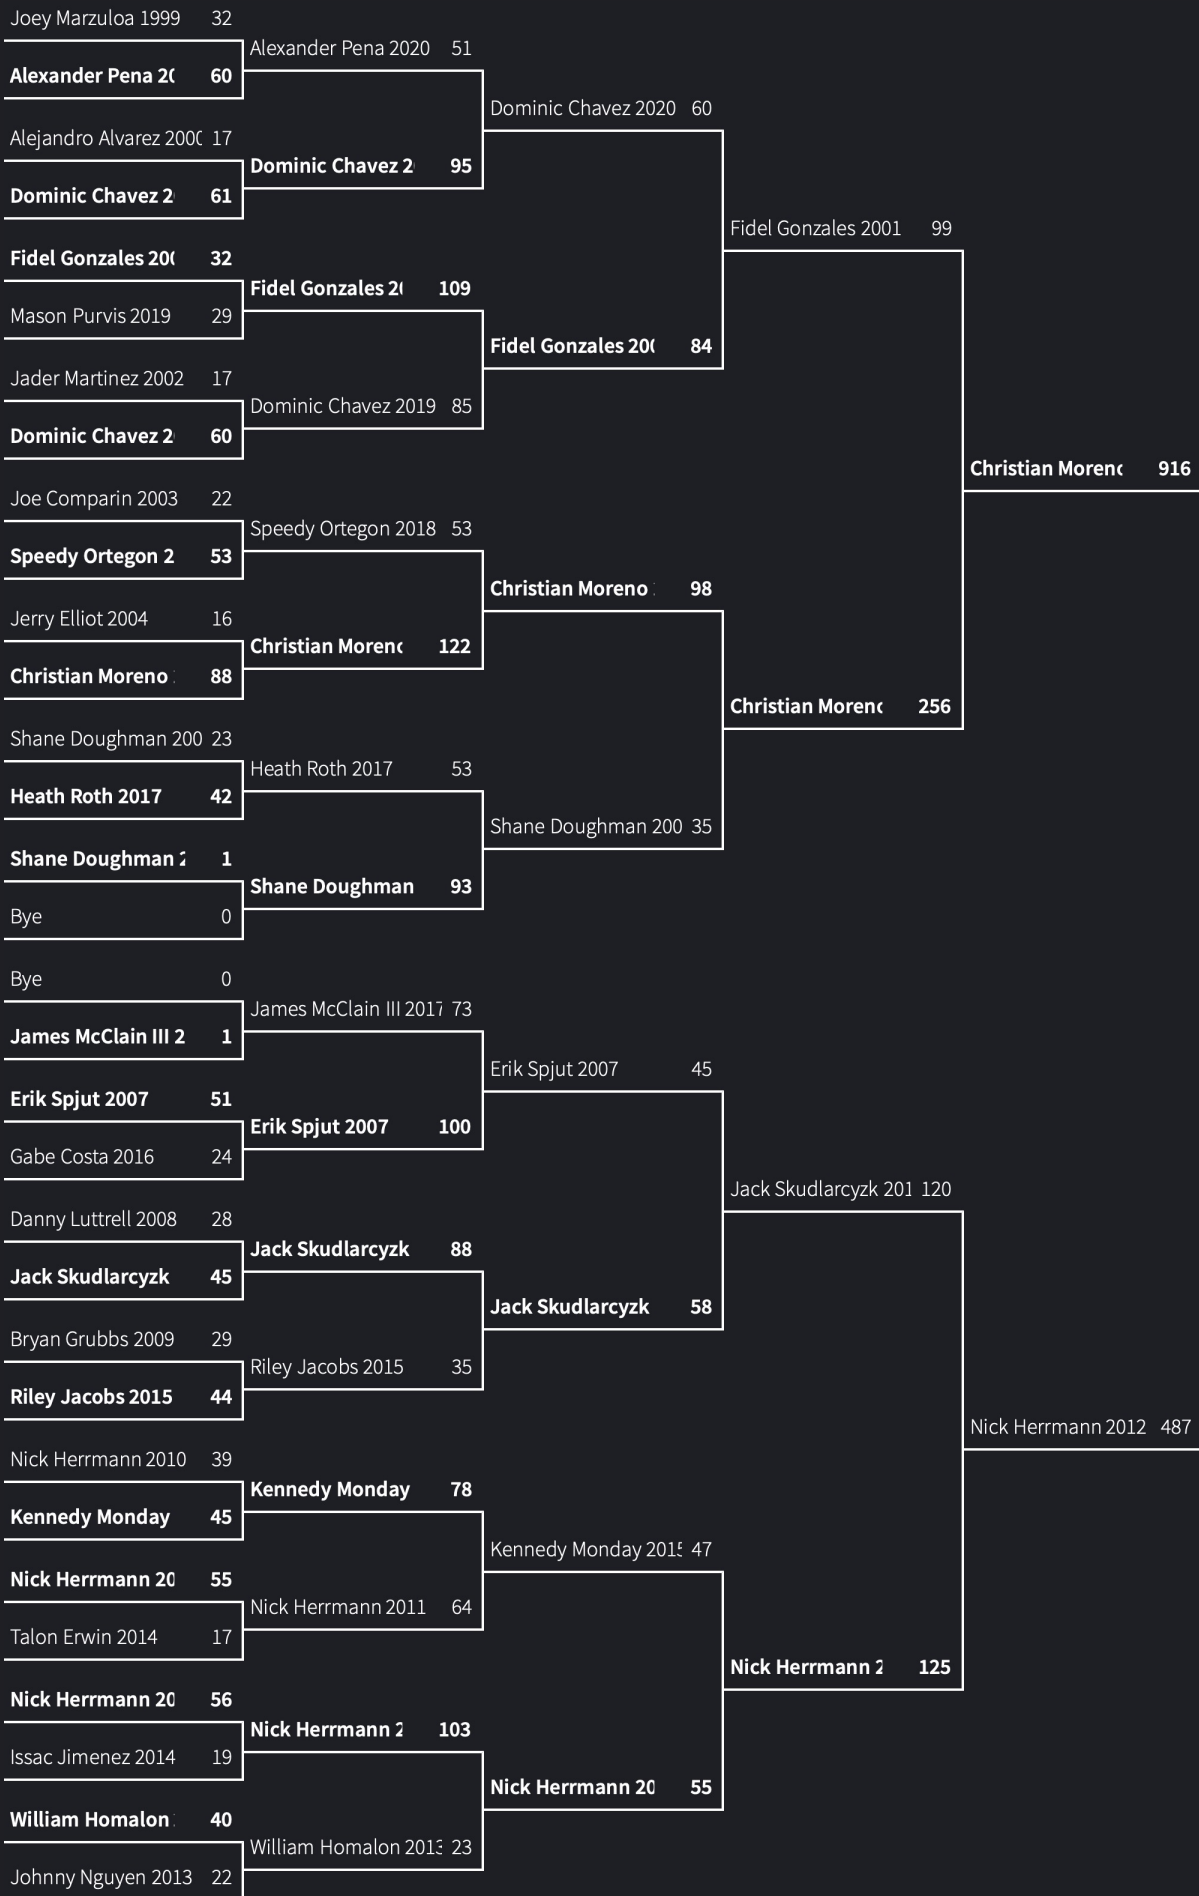 Joey Marzuloa 1999 32
Alexander Pena 20 60
Alejandro Alvarez 2000 17
Dominic Chavez 2 61
Fidel Gonzales 200 32
Mason Purvis 2019 29
Jader Martinez 2002 17
Dominic Chavez 2 60
Joe Comparin 2003 22
Speedy Ortegon 2 53
Jerry Elliot 2004 16
Christian Moreno 88
Shane Doughman 200 23
Heath Roth 2017 42
Shane Doughman 2 1
Bye 0
Bye 0
James McClain III 2 1
Erik Spjut 2007 51
Gabe Costa 2016 24
Danny Luttrell 2008 28
Jack Skudlarcyzk 45
Bryan Grubbs 2009 29
Riley Jacobs 2015 44
Nick Herrmann 2010 39
Kennedy Monday 45
Nick Herrmann 20 55
Talon Erwin 2014 17
Nick Herrmann 20 56
Issac Jimenez 2014 19
William Homalon 40
Johnny Nguyen 2013 22
Alexander Pena 2020 51
Dominic Chavez 2 95
Fidel Gonzales 20 109
Dominic Chavez 2019 85
Speedy Ortegon 2018 53
Christian Moreno 122
Heath Roth 2017 53
Shane Doughman 93
James McClain III 2017 73
Erik Spjut 2007 100
Jack Skudlarcyzk 88
Riley Jacobs 2015 35
Kennedy Monday 78
Nick Herrmann 2011 64
Nick Herrmann 2 103
William Homalon 2013 23
Dominic Chavez 2020 60
Fidel Gonzales 200 84
Christian Moreno 98
Shane Doughman 200 35
Erik Spjut 2007 45
Jack Skudlarcyzk 58
Kennedy Monday 2015 47
Nick Herrmann 20 55
Fidel Gonzales 2001 99
Christian Moreno 256
Jack Skudlarcyzk 201 120
Nick Herrmann 2 125
Christian Moreno 916
Nick Herrmann 2012 487